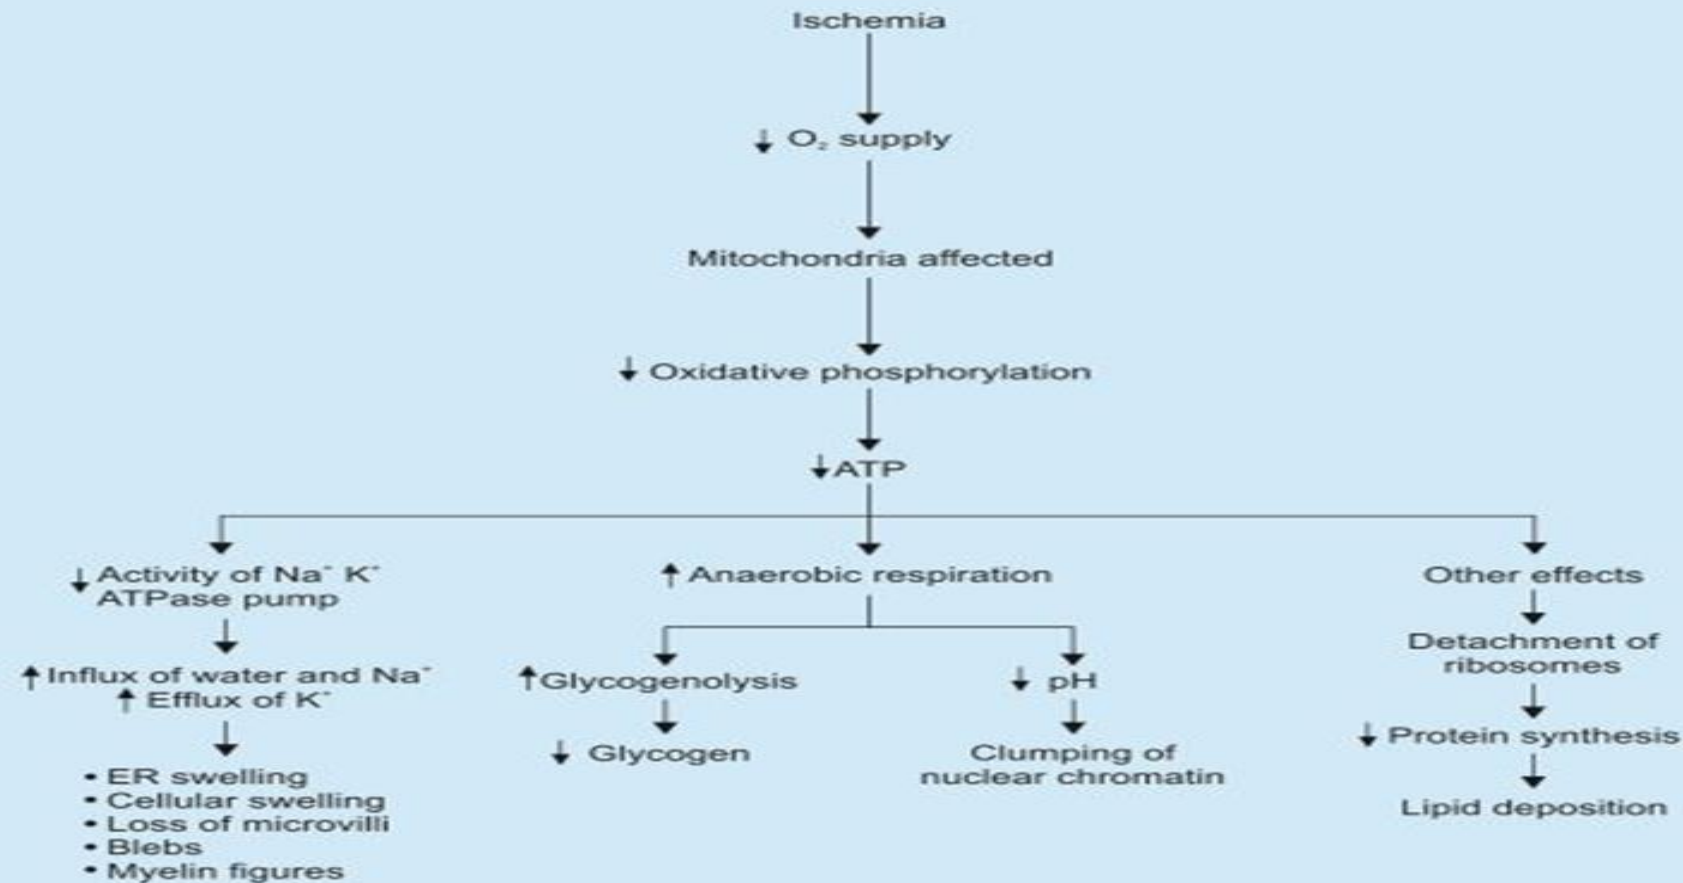 Ischemia
↓ O₂ supply
Mitochondria affected
↓ Oxidative phosphorylation
↓ATP
↓ Activity of Na⁺ K⁺
ATPase pump
↑Influx of water and Na⁺
↑ Efflux of K⁺
• ER swelling
• Cellular swelling
• Loss of microvilli
• Blebs
• Myelin figures
↑ Anaerobic respiration
↑Glycogenolysis
↓ Glycogen
↓ pH
Clumping of
nuclear chromatin
Other effects
Detachment of
ribosomes
↓ Protein synthesis
Lipid deposition